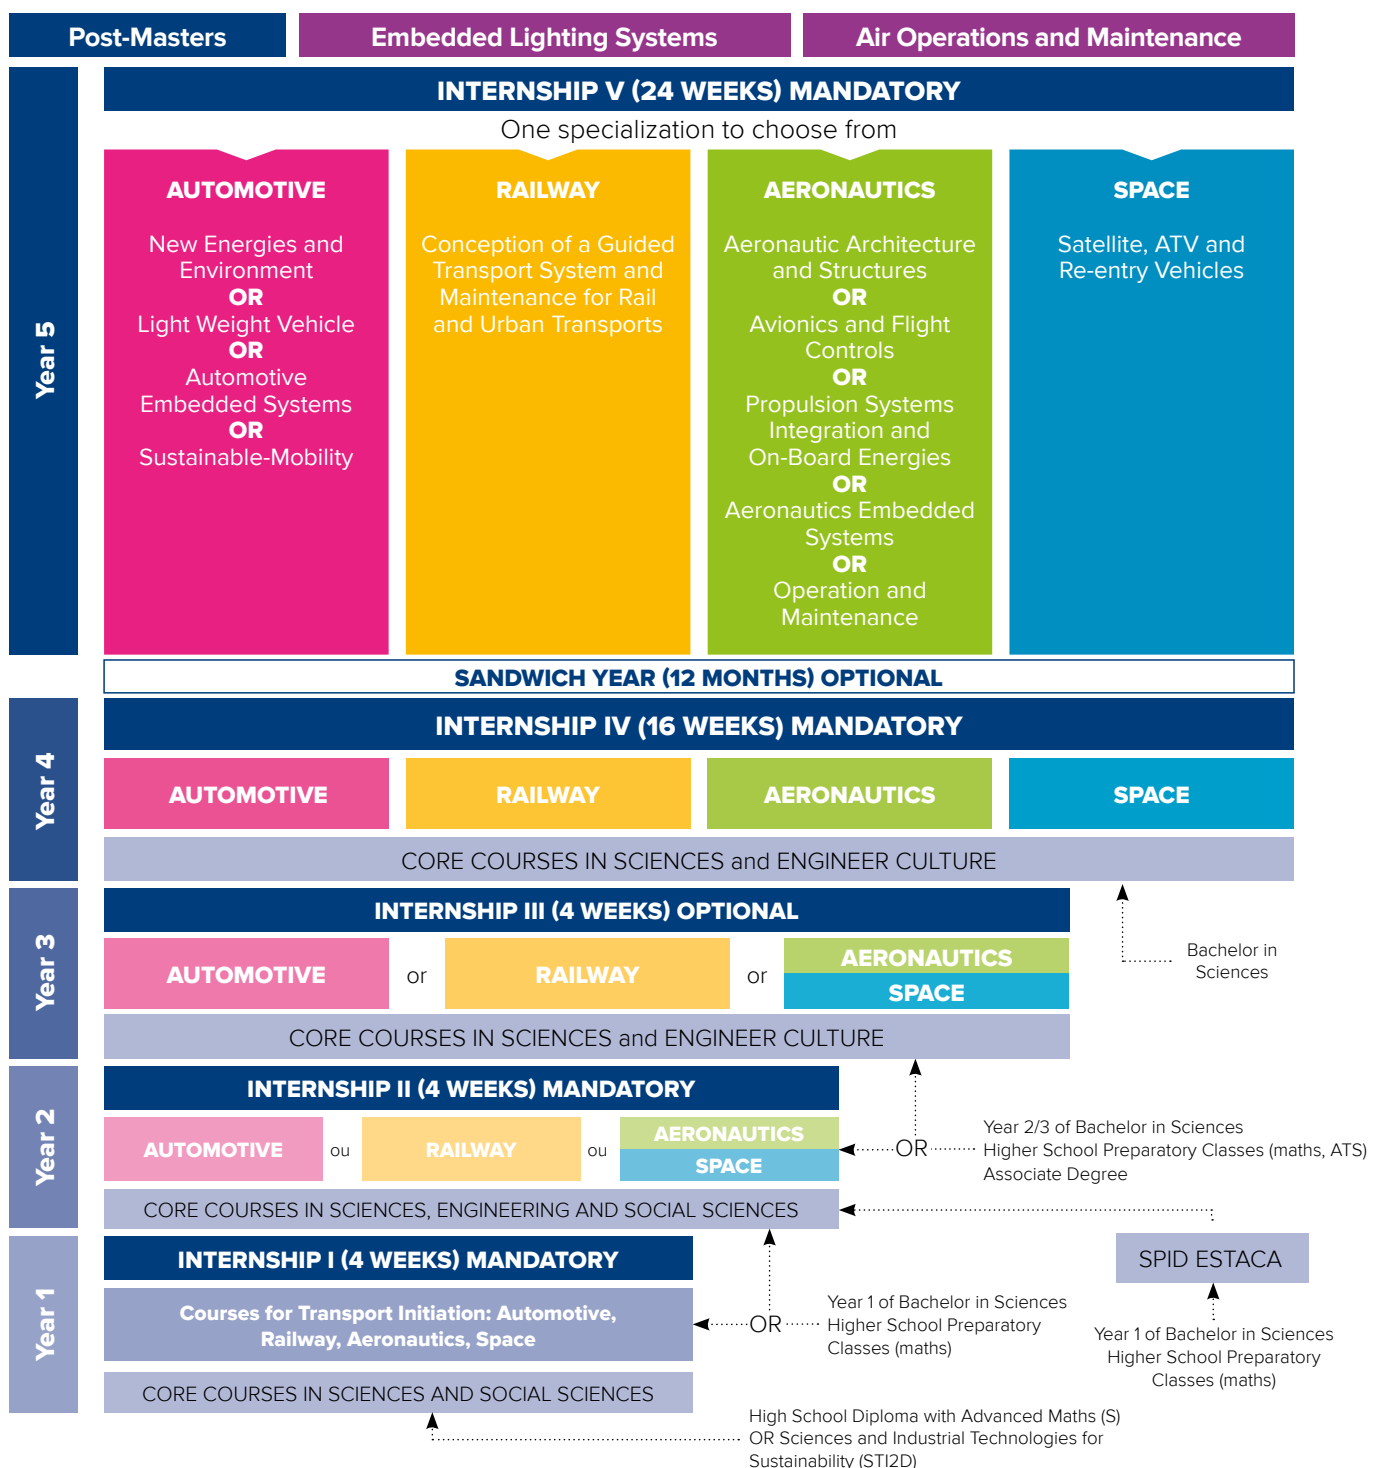 Post-Masters
Embedded Lighting Systems
Air Operations and Maintenance
Year 5
INTERNSHIP V (24 WEEKS) MANDATORY
One specialization to choose from
AUTOMOTIVE
New Energies and
Environment
OR
Light Weight Vehicle
OR
Automotive
Embedded Systems
OR
Sustainable-Mobility
RAILWAY
Conception of a Guided
Transport System and
Maintenance for Rail
and Urban Transports
AERONAUTICS
Aeronautic Architecture
and Structures
OR
Avionics and Flight
Controls
OR
Propulsion Systems
Integration and
On-Board Energies
OR
Aeronautics Embedded
Systems
OR
Operation and
Maintenance
SPACE
Satellite, ATV and
Re-entry Vehicles
SANDWICH YEAR (12 MONTHS) OPTIONAL
Year 4
INTERNSHIP IV (16 WEEKS) MANDATORY
AUTOMOTIVE
RAILWAY
AERONAUTICS
SPACE
CORE COURSES IN SCIENCES and ENGINEER CULTURE
Year 3
INTERNSHIP III (4 WEEKS) OPTIONAL
AUTOMOTIVE
or
RAILWAY
or
AERONAUTICS
SPACE
Bachelor in
Sciences
CORE COURSES IN SCIENCES and ENGINEER CULTURE
Year 2
INTERNSHIP II (4 WEEKS) MANDATORY
AUTOMOTIVE
ou
RAILWAY
ou
AERONAUTICS
SPACE
OR
Year 2/3 of Bachelor in Sciences
Higher School Preparatory Classes (maths, ATS)
Associate Degree
CORE COURSES IN SCIENCES, ENGINEERING AND SOCIAL SCIENCES
Year 1
INTERNSHIP I (4 WEEKS) MANDATORY
Courses for Transport Initiation: Automotive,
Railway, Aeronautics, Space
OR
Year 1 of Bachelor in Sciences
Higher School Preparatory
Classes (maths)
SPID ESTACA
Year 1 of Bachelor in Sciences
Higher School Preparatory
Classes (maths)
CORE COURSES IN SCIENCES AND SOCIAL SCIENCES
High School Diploma with Advanced Maths (S)
OR Sciences and Industrial Technologies for
Sustainability (STI2D)